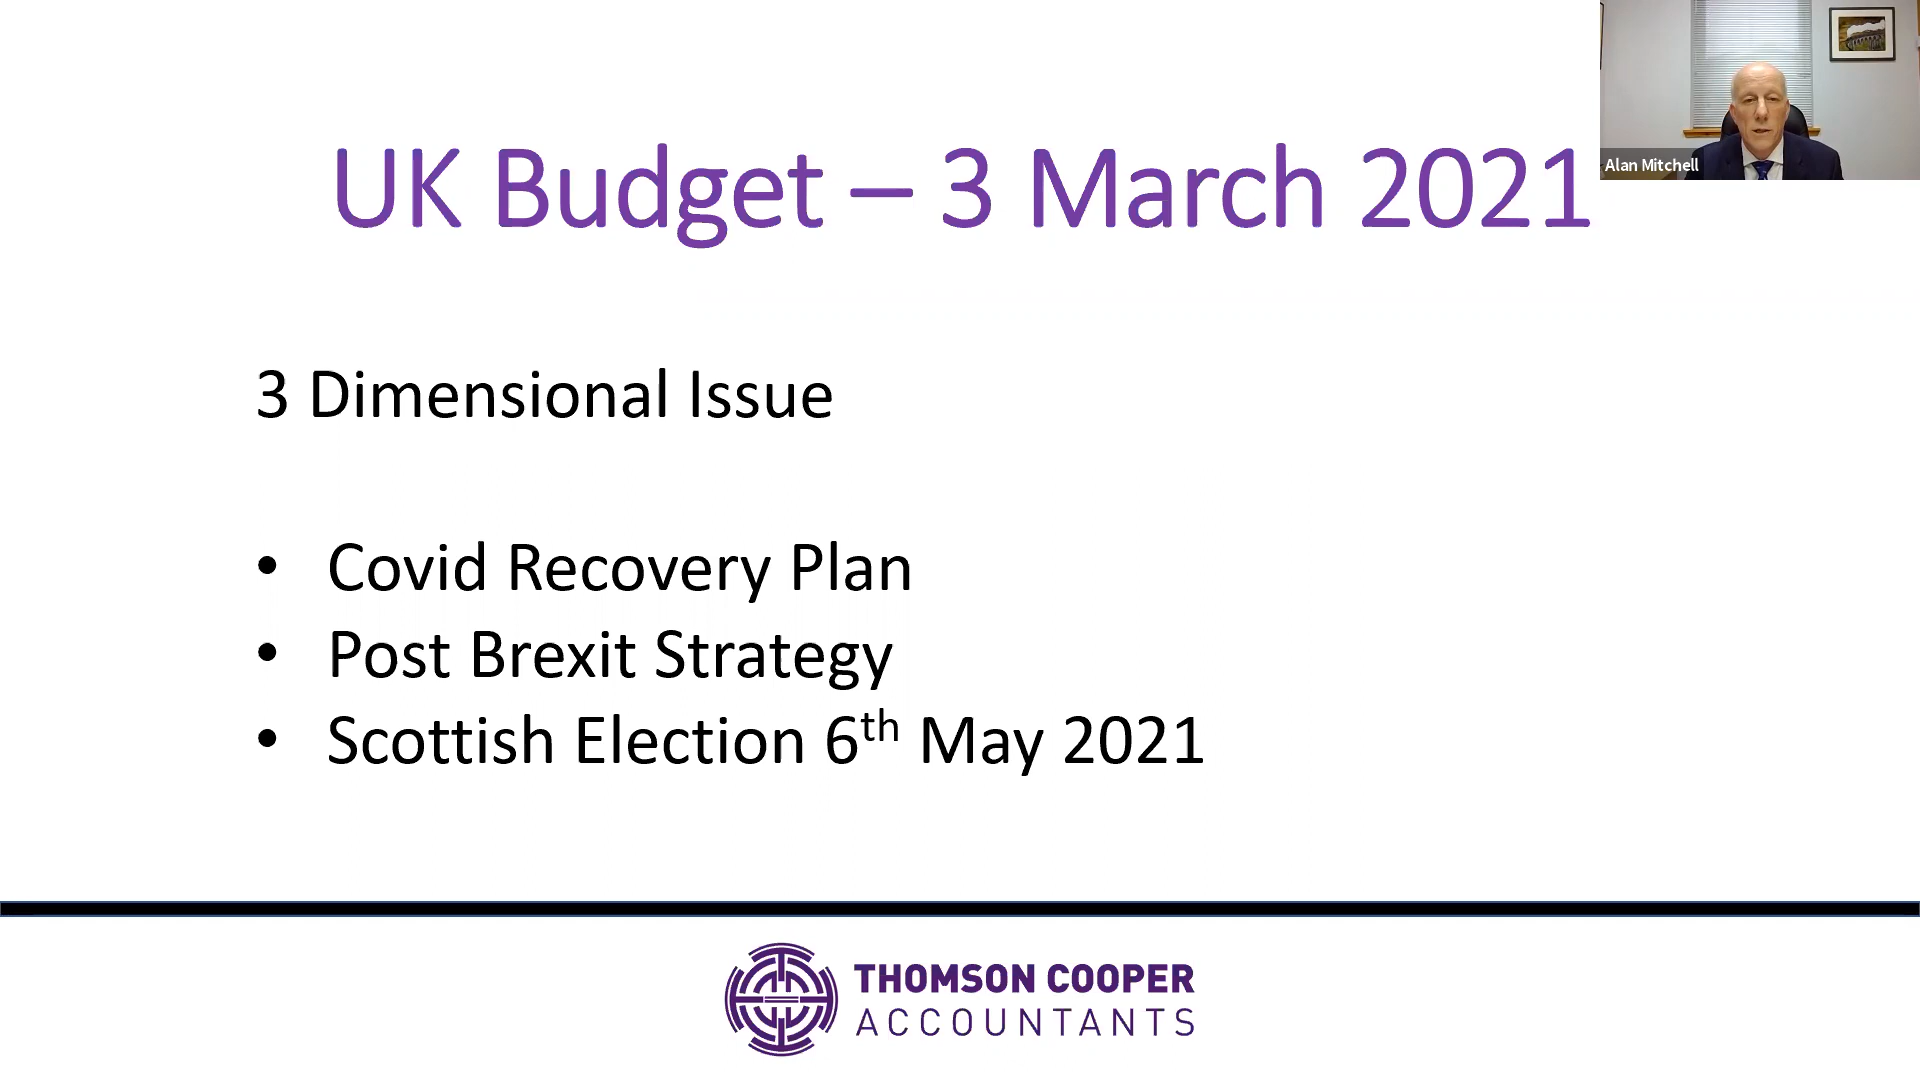 UK Budget – 3 March 2021
Alan Mitchell
3 Dimensional Issue
• Covid Recovery Plan
• Post Brexit Strategy
• Scottish Election 6th May 2021
THOMSON COOPER
ACCOUNTANTS